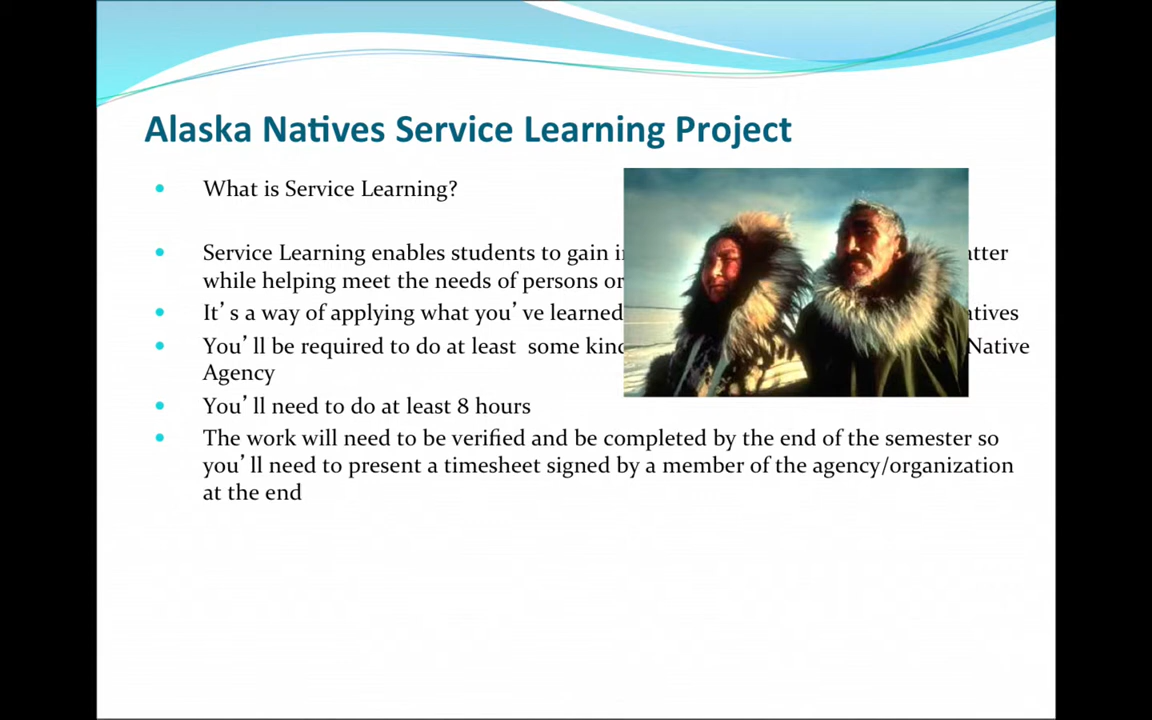 Alaska Natives Service Learning Project
What is Service Learning?
Service Learning enables students to gain
while helping meet the needs of persons or
It’s a way of applying what you’ve learned
You’ll be required to do at least some Native
Agency
You’ll need to do at least 8 hours
The work will need to be verified and be completed by the end of the semester so
you’ll need to present a timesheet signed by a member of the agency/organization
at the end